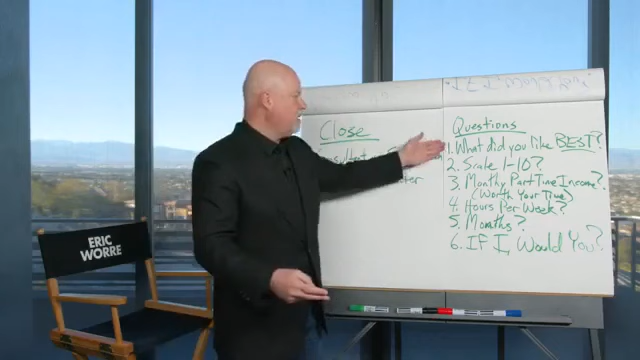 ERIC
WORRE
Close
Questions
1. What did you like BEST?
2. Scale 1-10?
3. Monthly Part Time Income?
(Worth Your Time)
4. Hours Per Week?
5. Months?
6. IF I, Would You?